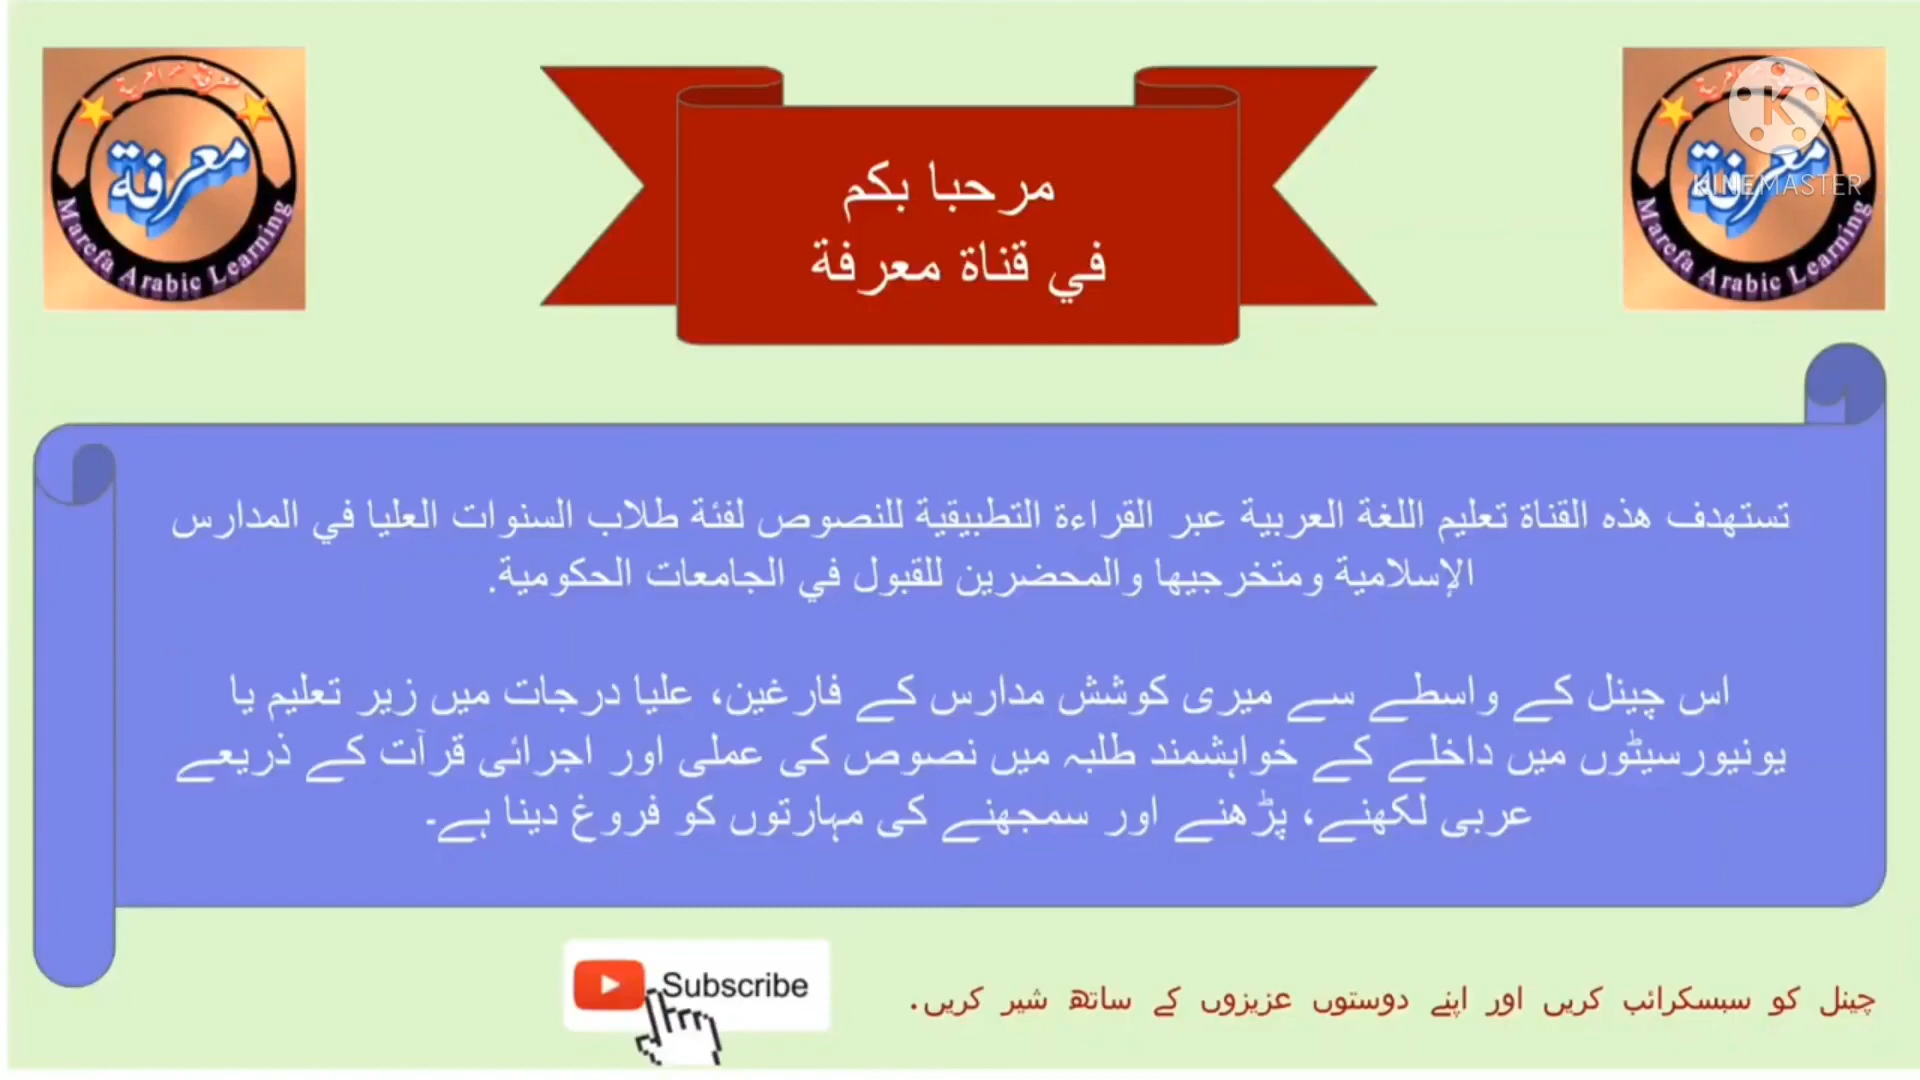 معرفة
Marefa Arabic Learning
مرحبا بكم
في قناة معرفة
معرفة
KINEMASTER
Marefa Arabic Learning
تستهدف هذه القناة تعليم اللغة العربية عبر القراءة التطبيقية للنصوص لفئة طلاب السنوات العليا في المدارس
الإسلامية ومتخرجيها والمحضرين للقبول في الجامعات الحكومية.
اس چینل کے واسطے سے میری کوشش مدارس کے فارغین، علیا درجات میں زیر تعلیم یا
یونیورسیٹوں میں داخلے کے خواہشمند طلبہ میں نصوص کی عملی اور اجرائی قرآت کے ذریعے
عربی لکھنے، پڑھنے اور سمجھنے کی مہارتوں کو فروغ دینا ہے۔
Subscribe
چینل کو سبسکرائب کریں اور اپنے دوستوں عزیزوں کے ساتھ شیر کریں.